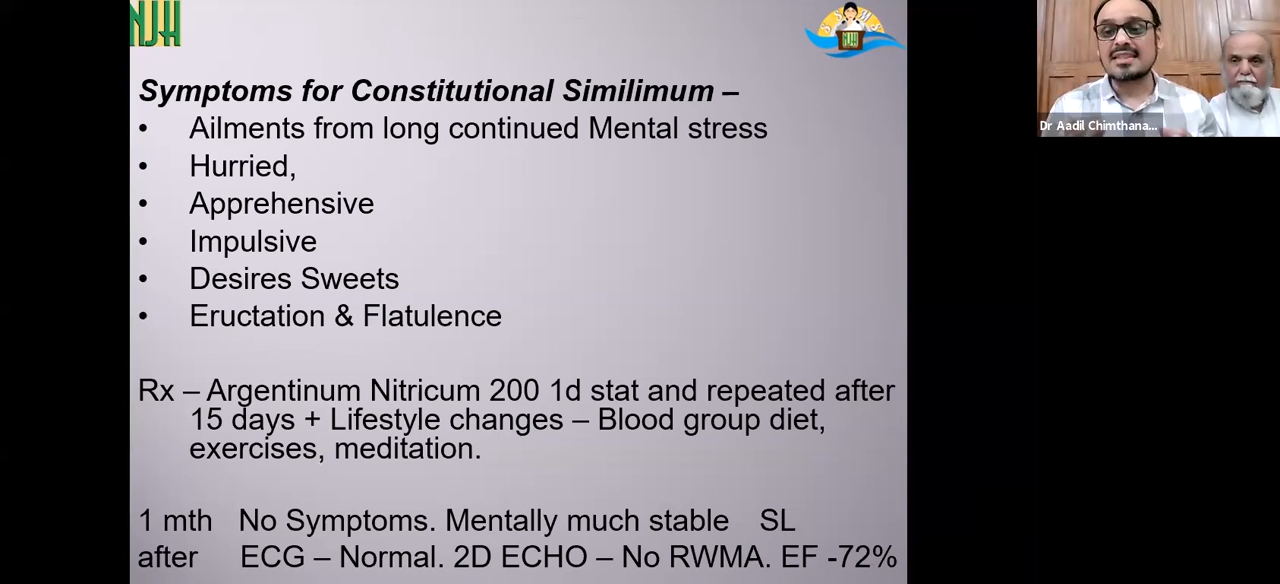 NJH
SSMS
NJH
Symptoms for Constitutional Similimum –
• Ailments from long continued Mental stress
• Hurried,
• Apprehensive
• Impulsive
• Desires Sweets
• Eructation & Flatulence
Rx – Argentinum Nitricum 200 1d stat and repeated after
15 days + Lifestyle changes – Blood group diet,
exercises, meditation.
1 mth No Symptoms. Mentally much stable SL
after ECG – Normal. 2D ECHO – No RWMA. EF -72%
Dr Aadil Chimthana...